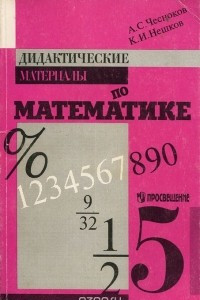 А.С.Чесноков
К.И.Нешков
ДИДАКТИЧЕСКИЕ
МАТЕРИАЛЫ
ПО
МАТЕМАТИКЕ
%
1234567890
9
32
ПРОСВЕЩЕНИЕ
1
2
5